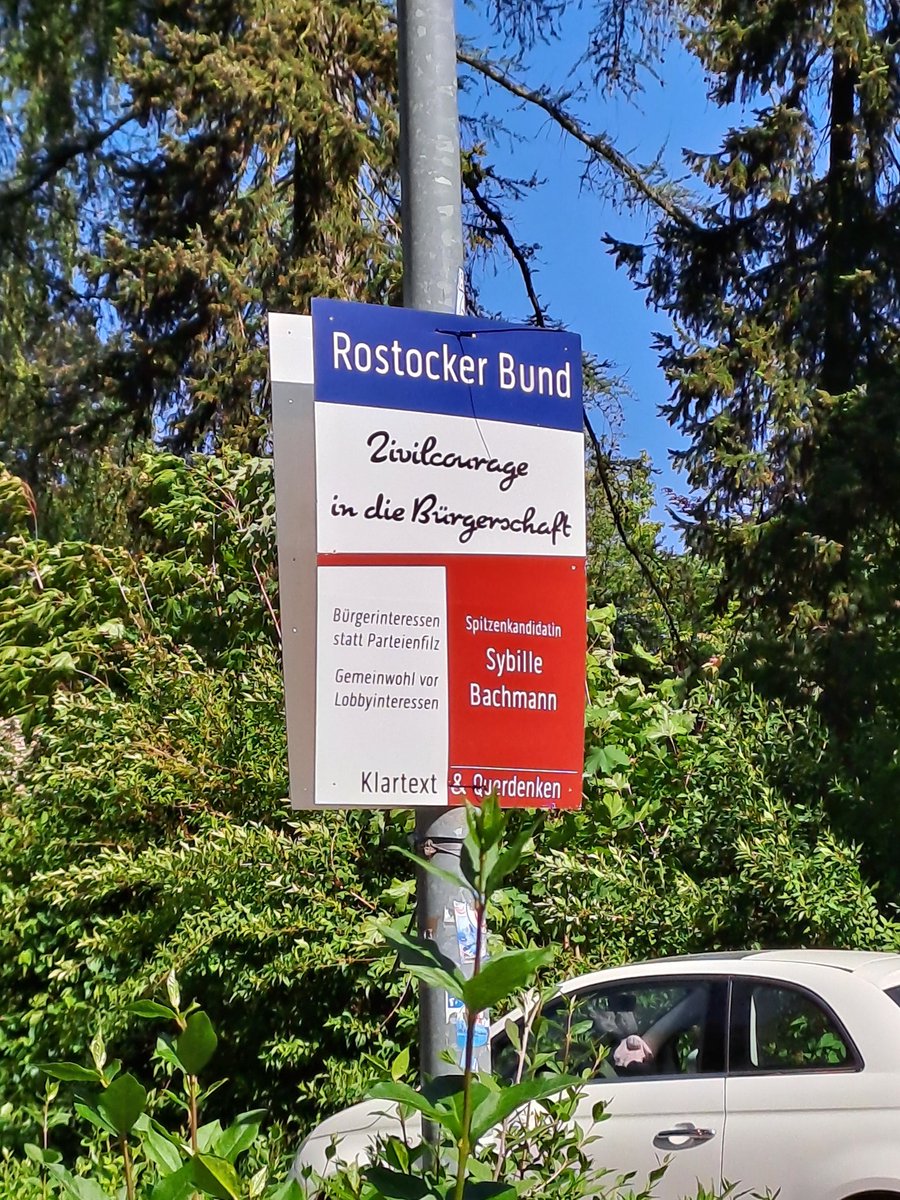 Rostocker Bund
Zivilcourage
in die Bürgerschaft
Bürgerinteressen
statt Parteienfilz
Gemeinwohl vor
Lobbyinteressen
Spitzenkandidatin
Sybille
Bachmann
Klartext & Querdenken